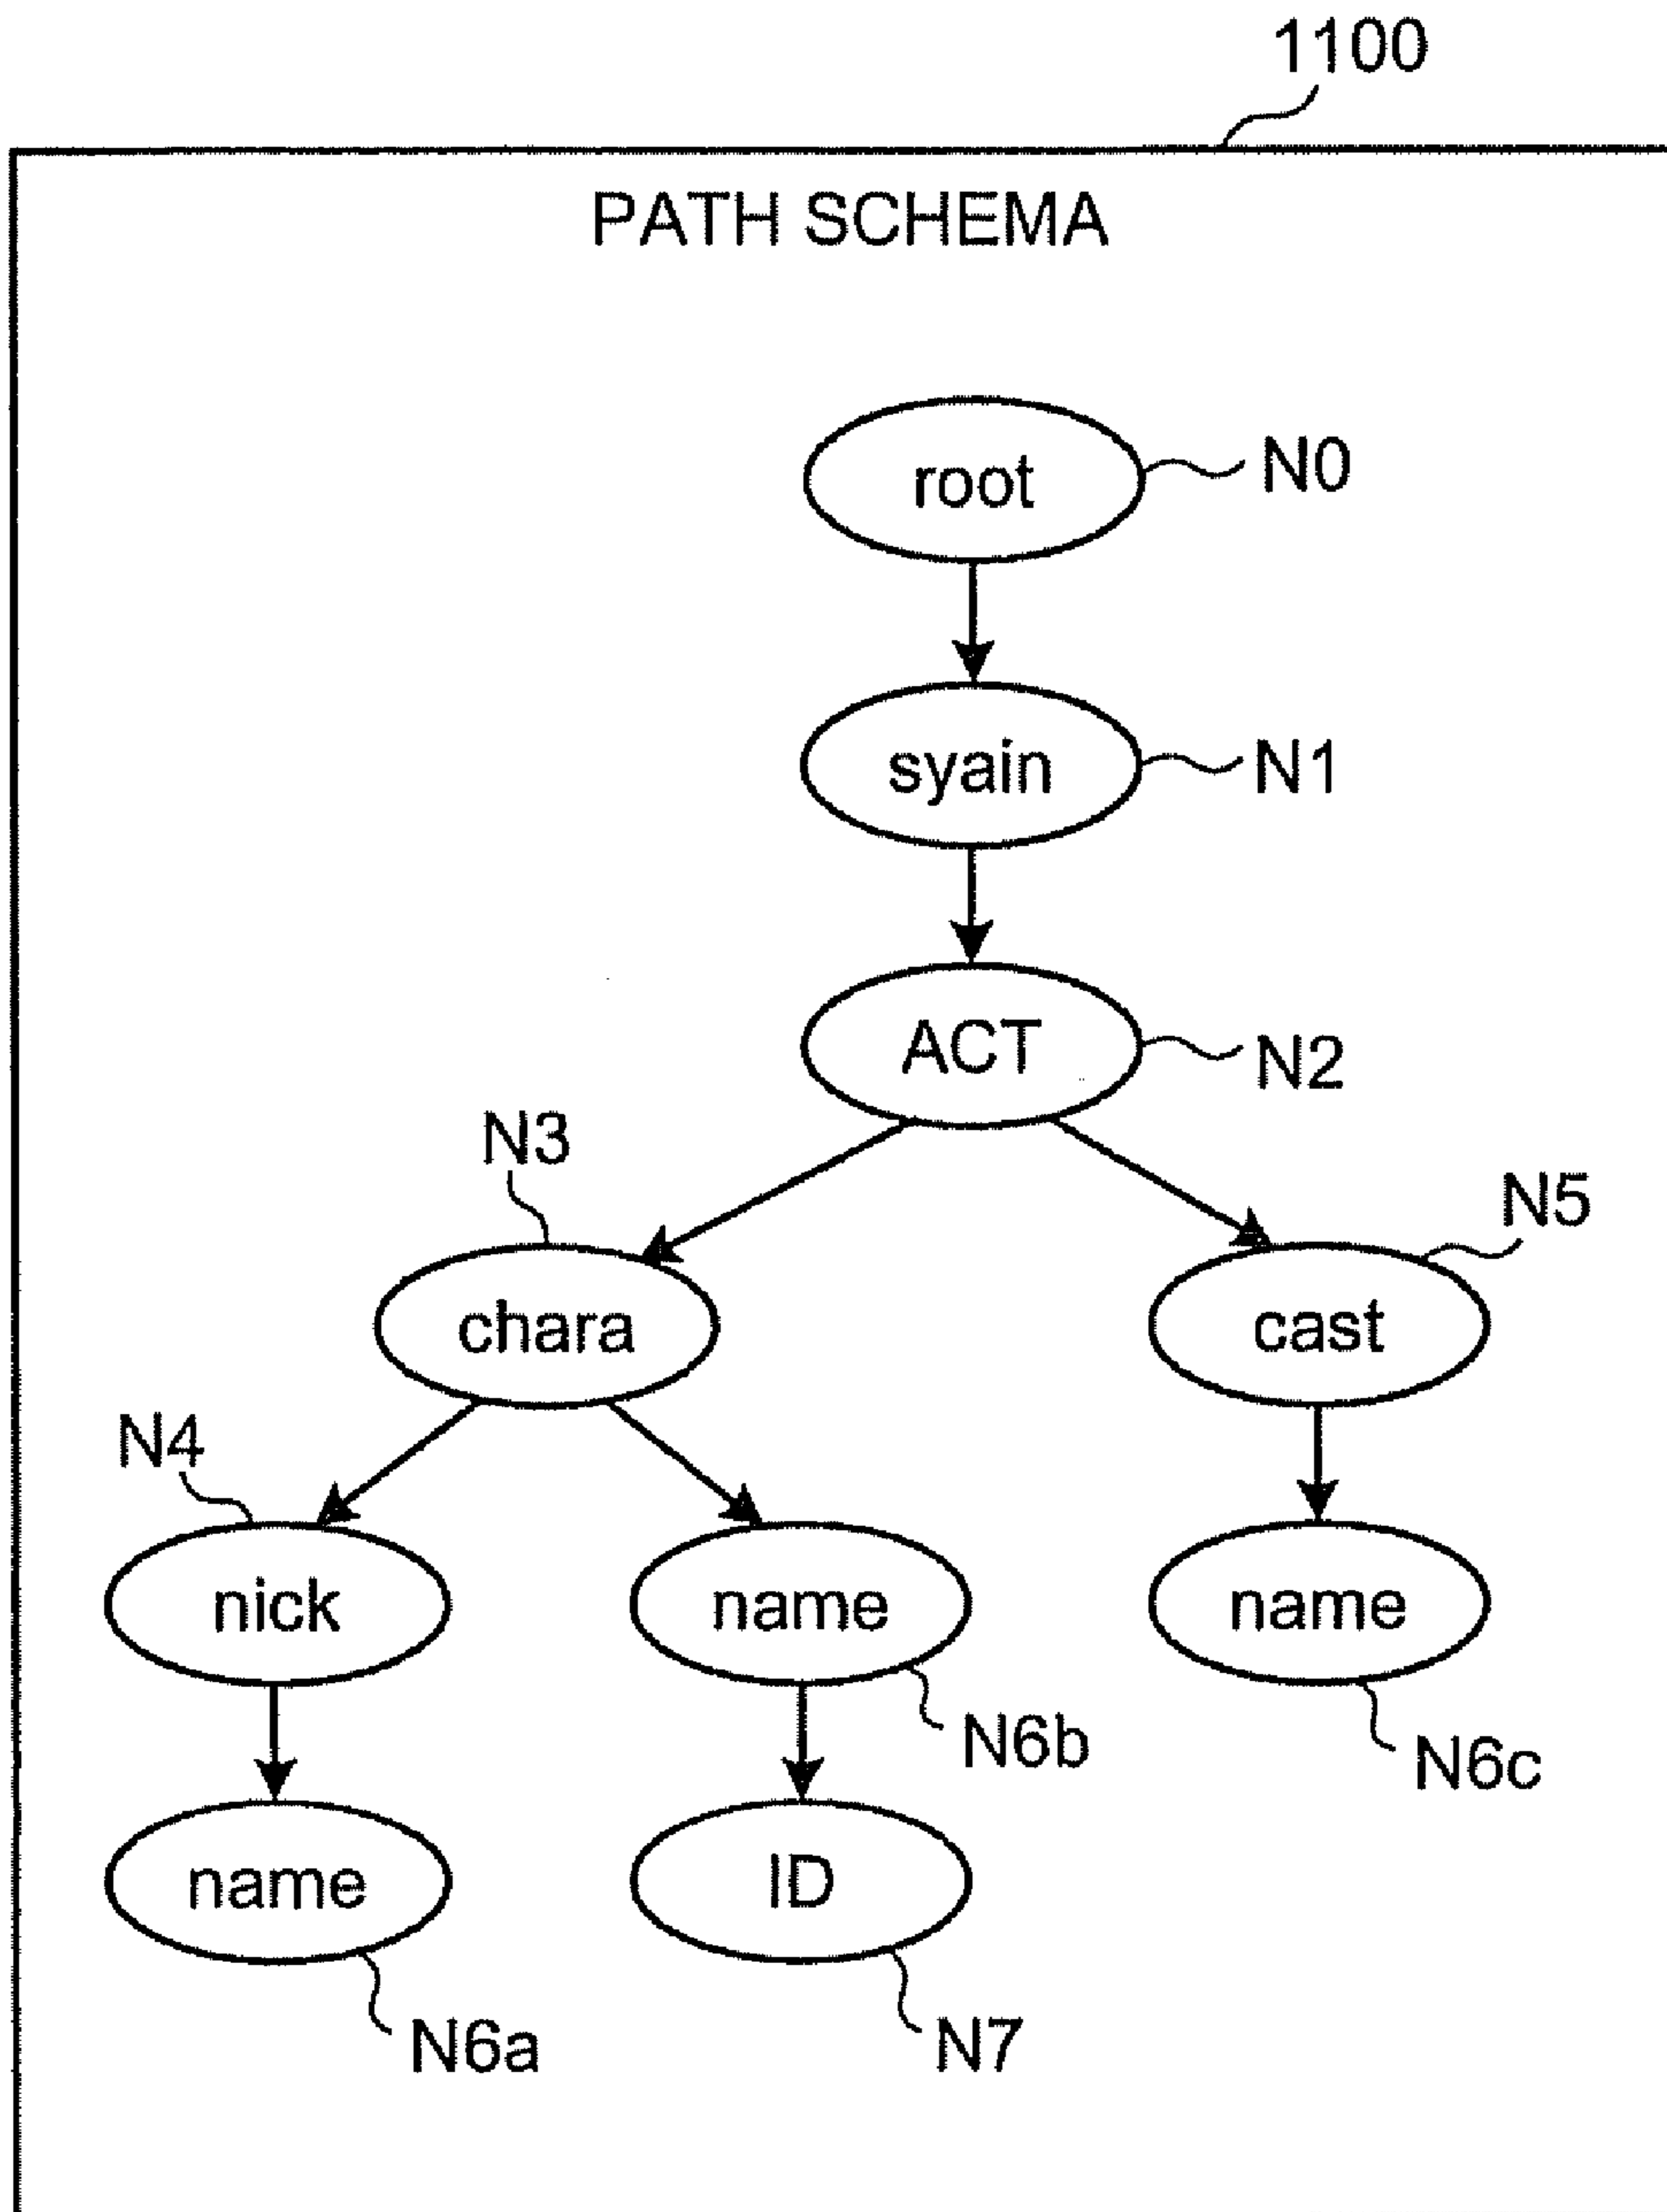 1100
PATH SCHEMA
root N0
syain N1
ACT N2
N3
N5
chara cast
N4
nick name name
N6b N6c
name ID
N6a N7